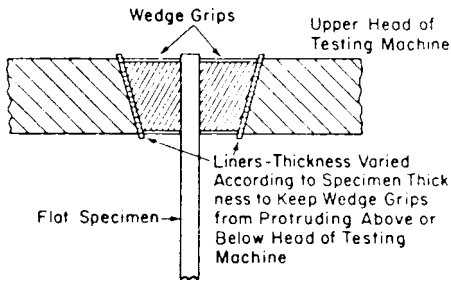 Wedge Grips
Upper Head of
Testing Machine
Liners-Thickness Varied
According to Specimen Thick
ness to Keep Wedge Grips
from Protruding Above or
Below Head of Testing
Machine
Flat Specimen